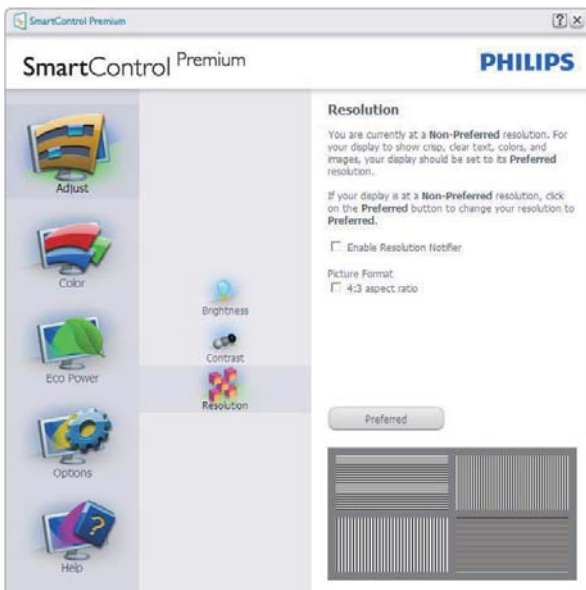 SmartControl Premium
? ×
SmartControl Premium
PHILIPS
Adjust
Color
Eco Power
Options
Help
Brightness
Contrast
Resolution
Resolution
You are currently at a Non-Preferred resolution. For
your display to show crisp, clear text, colors, and
images, your display should be set to its Preferred
resolution.
If your display is at a Non-Preferred resolution, click
on the Preferred button to change your resolution to
Preferred.
Enable Resolution Notifier
Picture Format
4:3 aspect ratio
Preferred